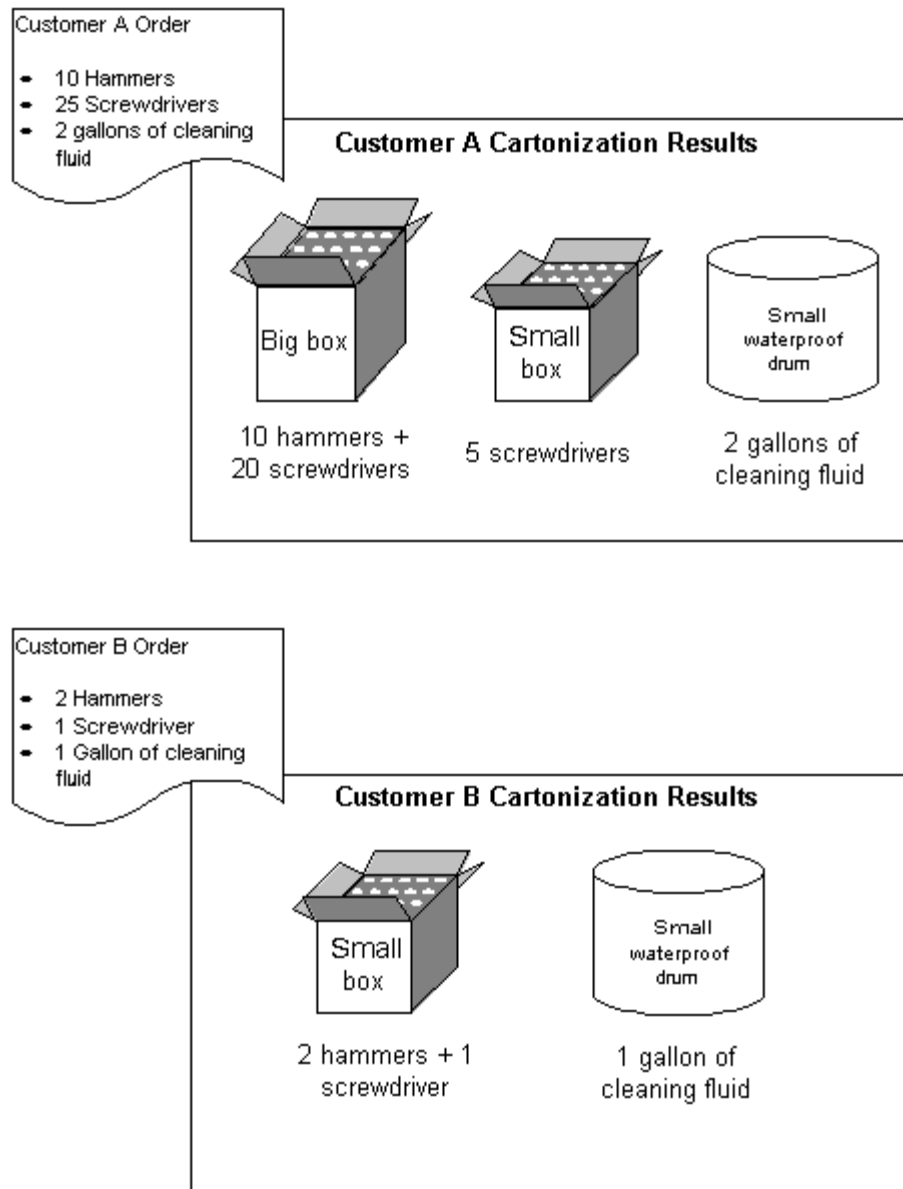 Customer A Order
10 Hammers
25 Screwdrivers
2 gallons of cleaning
fluid
Customer A Cartonization Results
Big box
Small
box
Small
waterproof
drum
10 hammers +
20 screwdrivers
5 screwdrivers
2 gallons of
cleaning fluid
Customer B Order
2 Hammers
1 Screwdriver
1 Gallon of cleaning
fluid
Customer B Cartonization Results
Small
box
Small
waterproof
drum
2 hammers + 1
screwdriver
1 gallon of
cleaning fluid